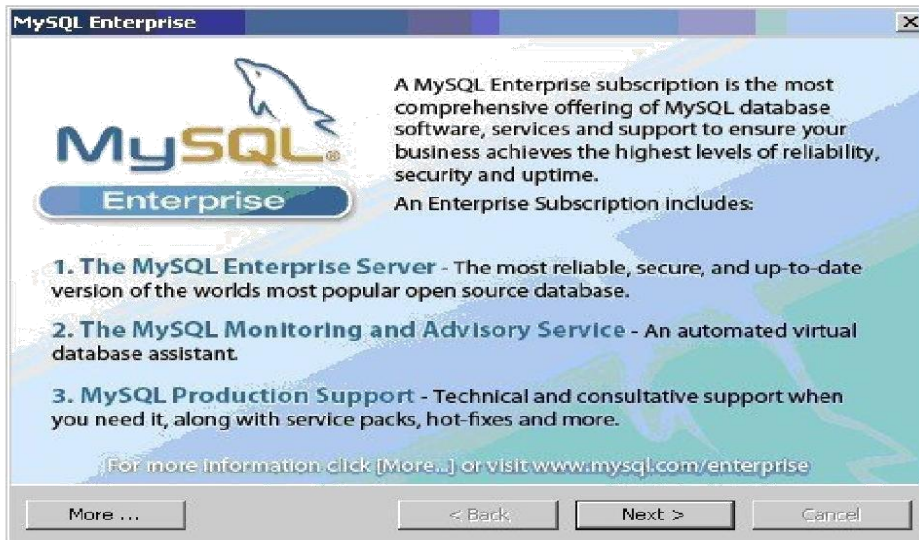 MySQL Enterprise
A MySQL Enterprise subscription is the most
comprehensive offering of MySQL database
software, services and support to ensure your
business achieves the highest levels of reliability,
security and uptime.
MySQL®
Enterprise
An Enterprise Subscription includes:
1. The MySQL Enterprise Server - The most reliable, secure, and up-to-date
version of the worlds most popular open source database.
2. The MySQL Monitoring and Advisory Service - An automated virtual
database assistant.
3. MySQL Production Support - Technical and consultative support when
you need it, along with service packs, hot-fixes and more.
For more information click [More...] or visit www.mysql.com/enterprise
More ...
< Back
Next >
Cancel